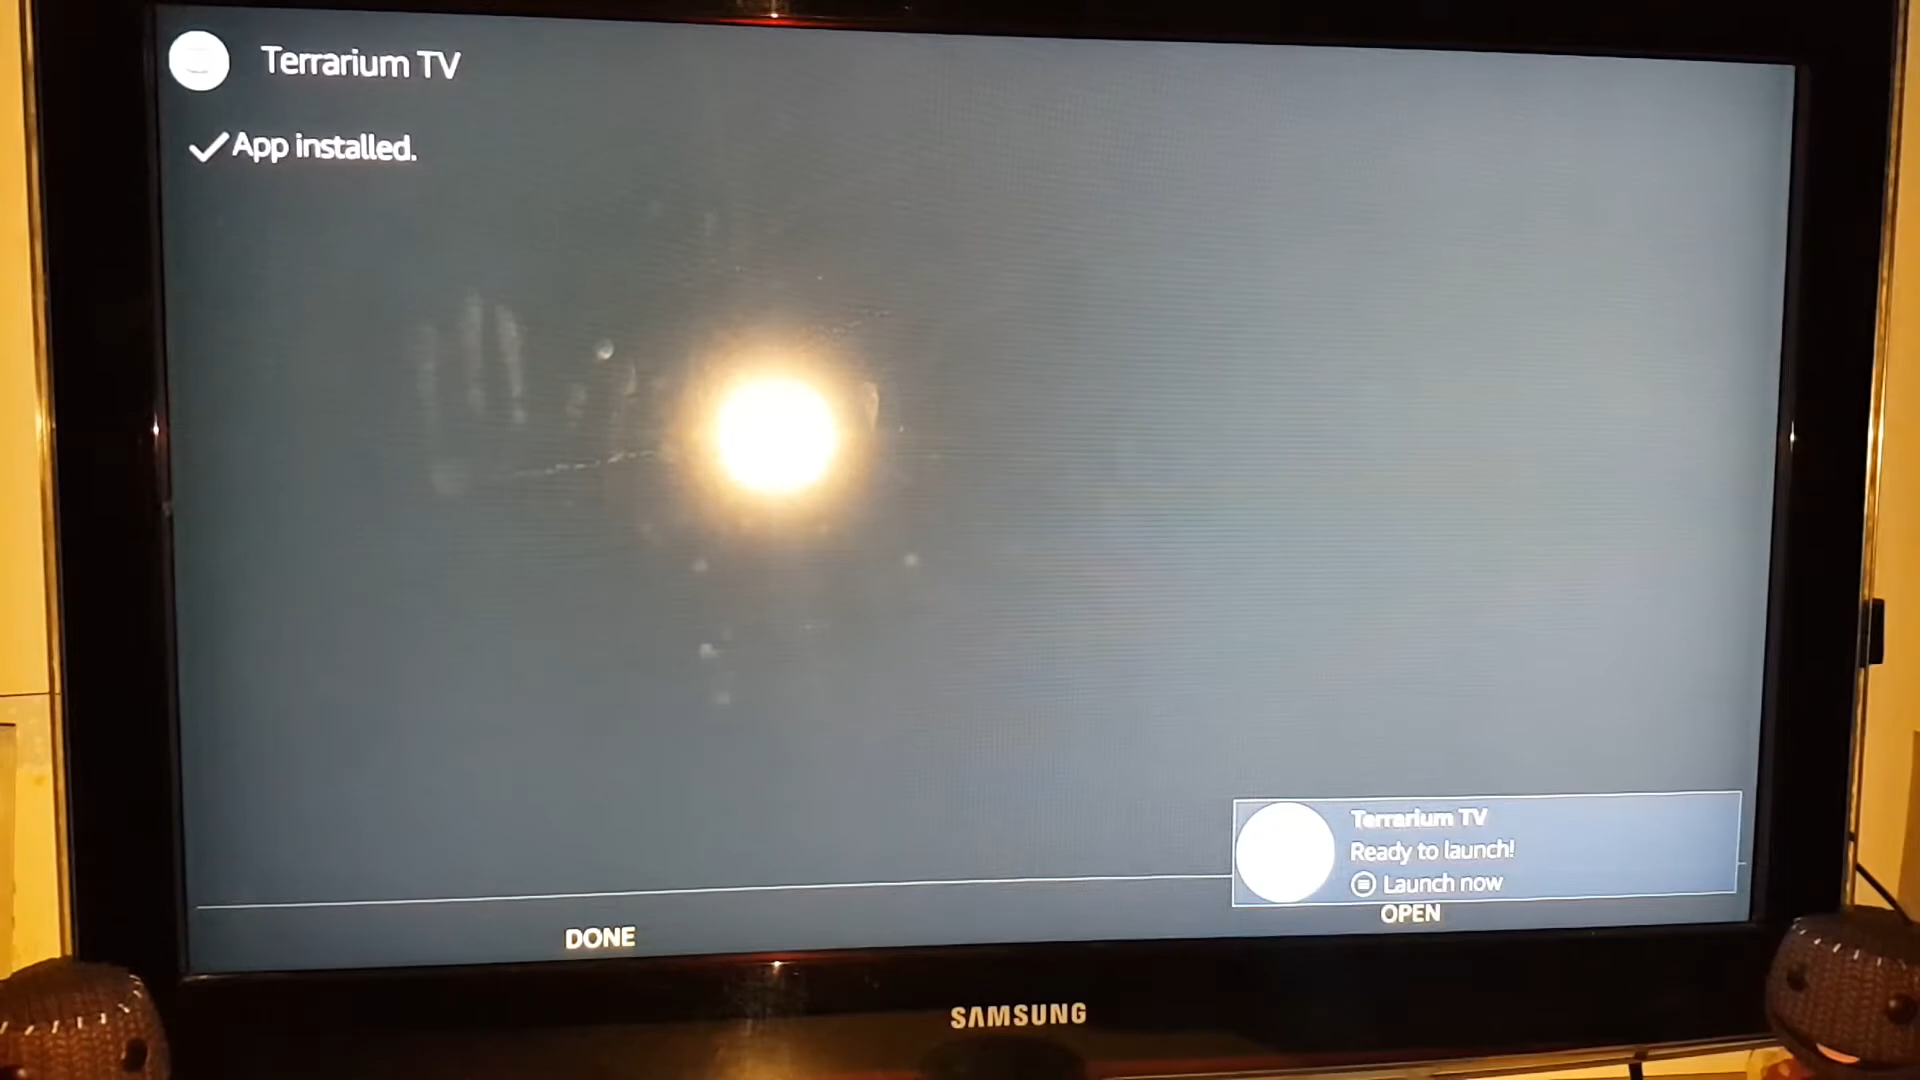 Terrarium TV
App installed.
Terrarium TV
Ready to launch!
Launch now
DONE
OPEN
SAMSUNG